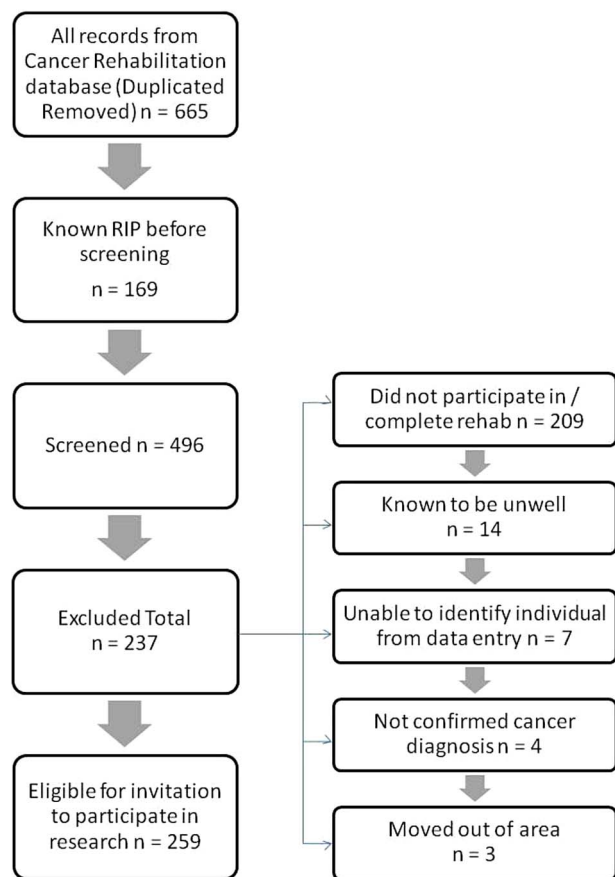 All records from
Cancer Rehabilitation
database (Duplicated
Removed) n = 665
Known RIP before
screening
n = 169
Screened n = 496
Excluded Total
n = 237
Eligible for invitation
to participate in
research n = 259
Did not participate in /
complete rehab n = 209
Known to be unwell
n = 14
Unable to identify individual
from data entry n = 7
Not confirmed cancer
diagnosis n = 4
Moved out of area
n = 3